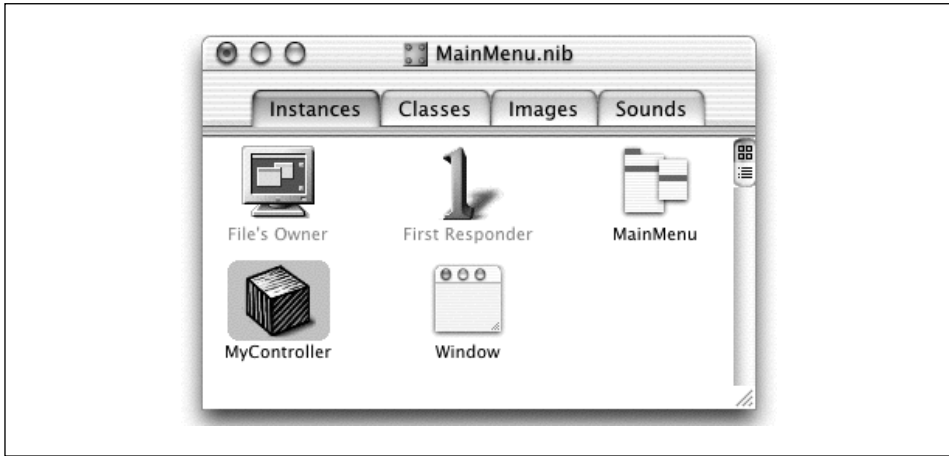 MainMenu.nib
Instances Classes Images Sounds
File's Owner First Responder MainMenu
MyController Window